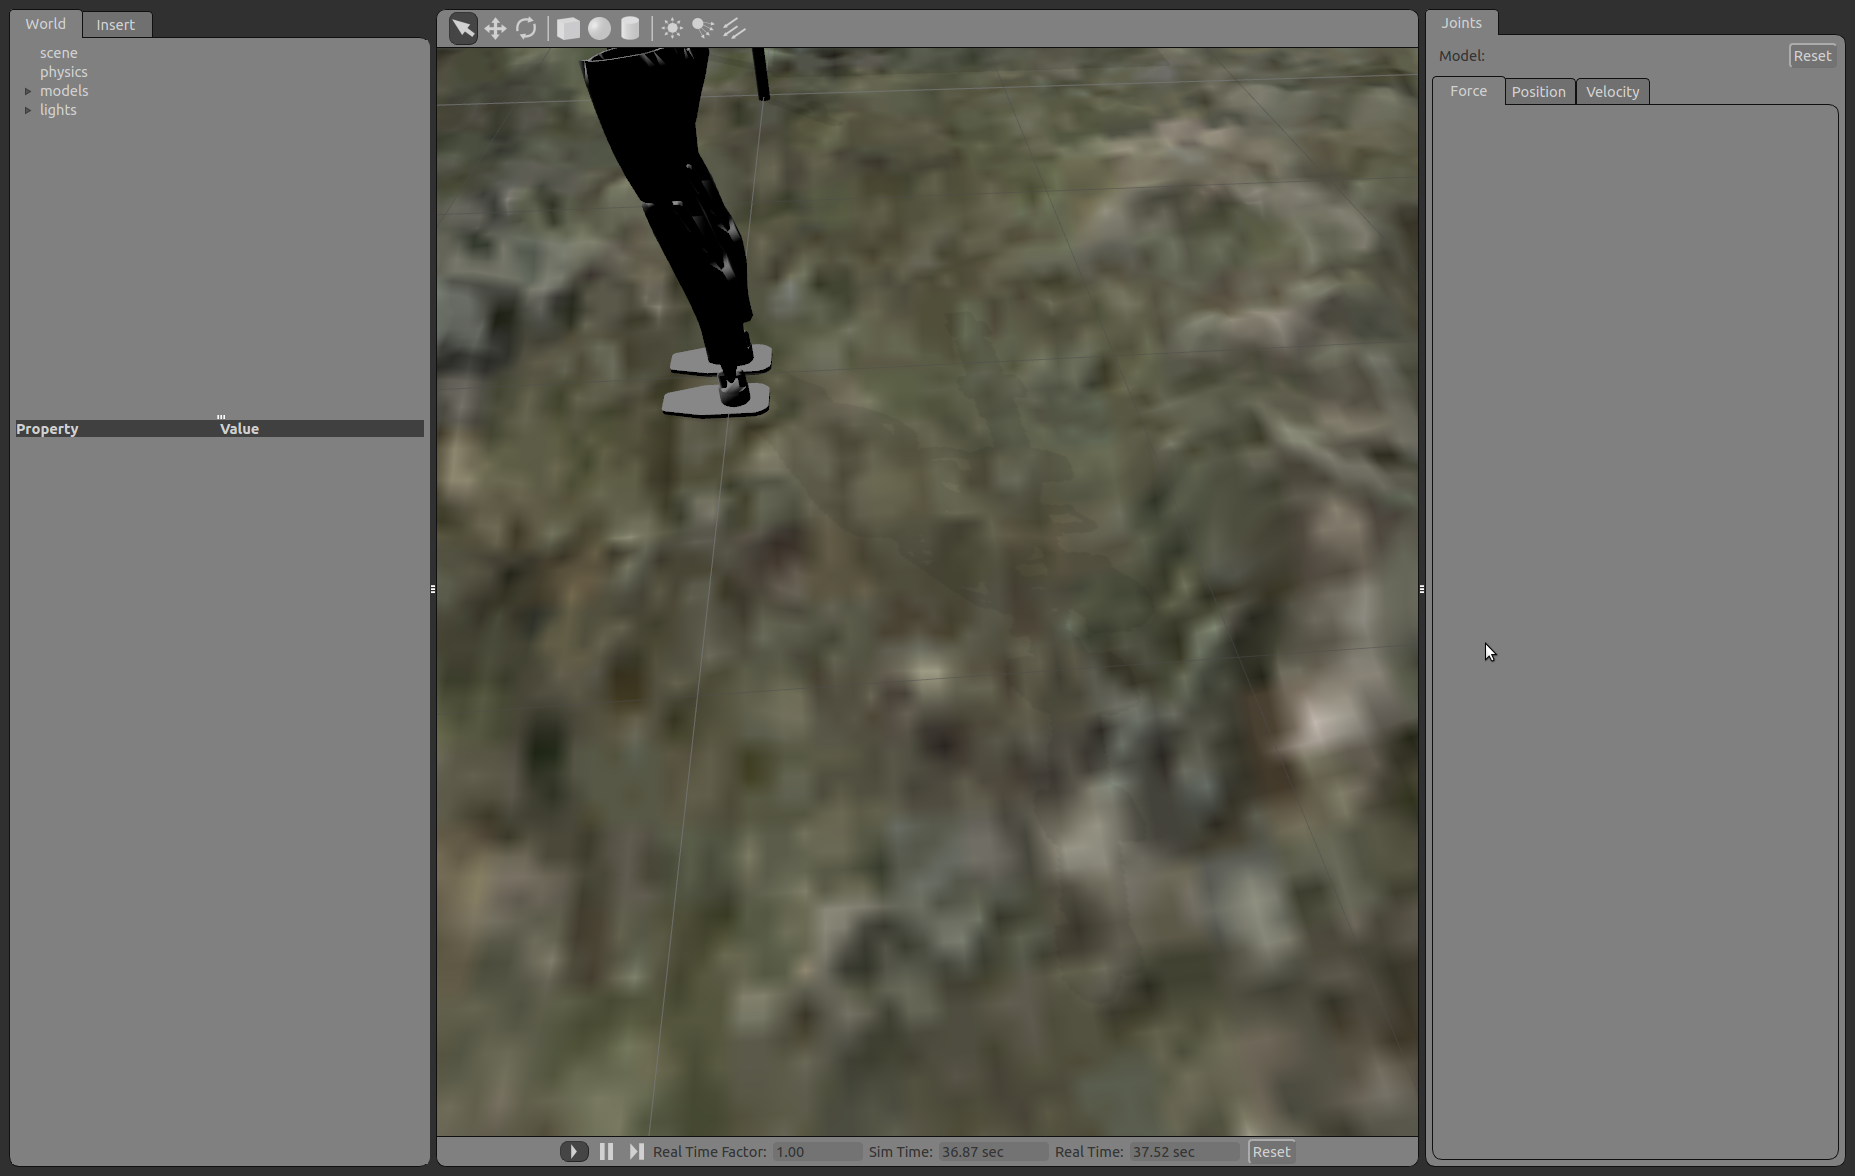 World Insert
scene
physics
models
lights
Property Value
Joints
Model: Reset
Force Position Velocity
Real Time Factor: 1.00 Sim Time: 36.87 sec Real Time: 37.52 sec Reset